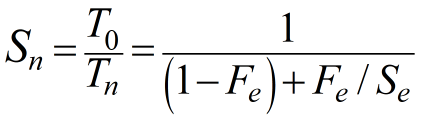 S_n = T_0 / T_n = 1 / ((1 − F_e) + F_e / S_e)